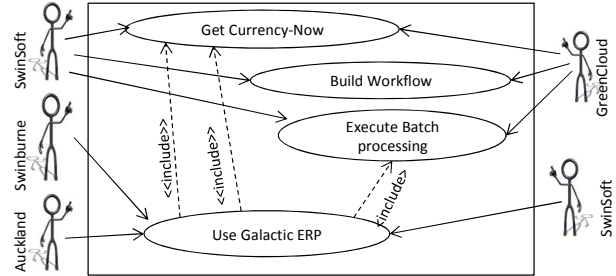 SwinSoft
Get Currency-Now
Greencloud
Build Workflow
Execute Batch
processing
Swinburne
<<include>>
<<include>>
<include>
SwinSoft
Auckland
Use Galactic ERP